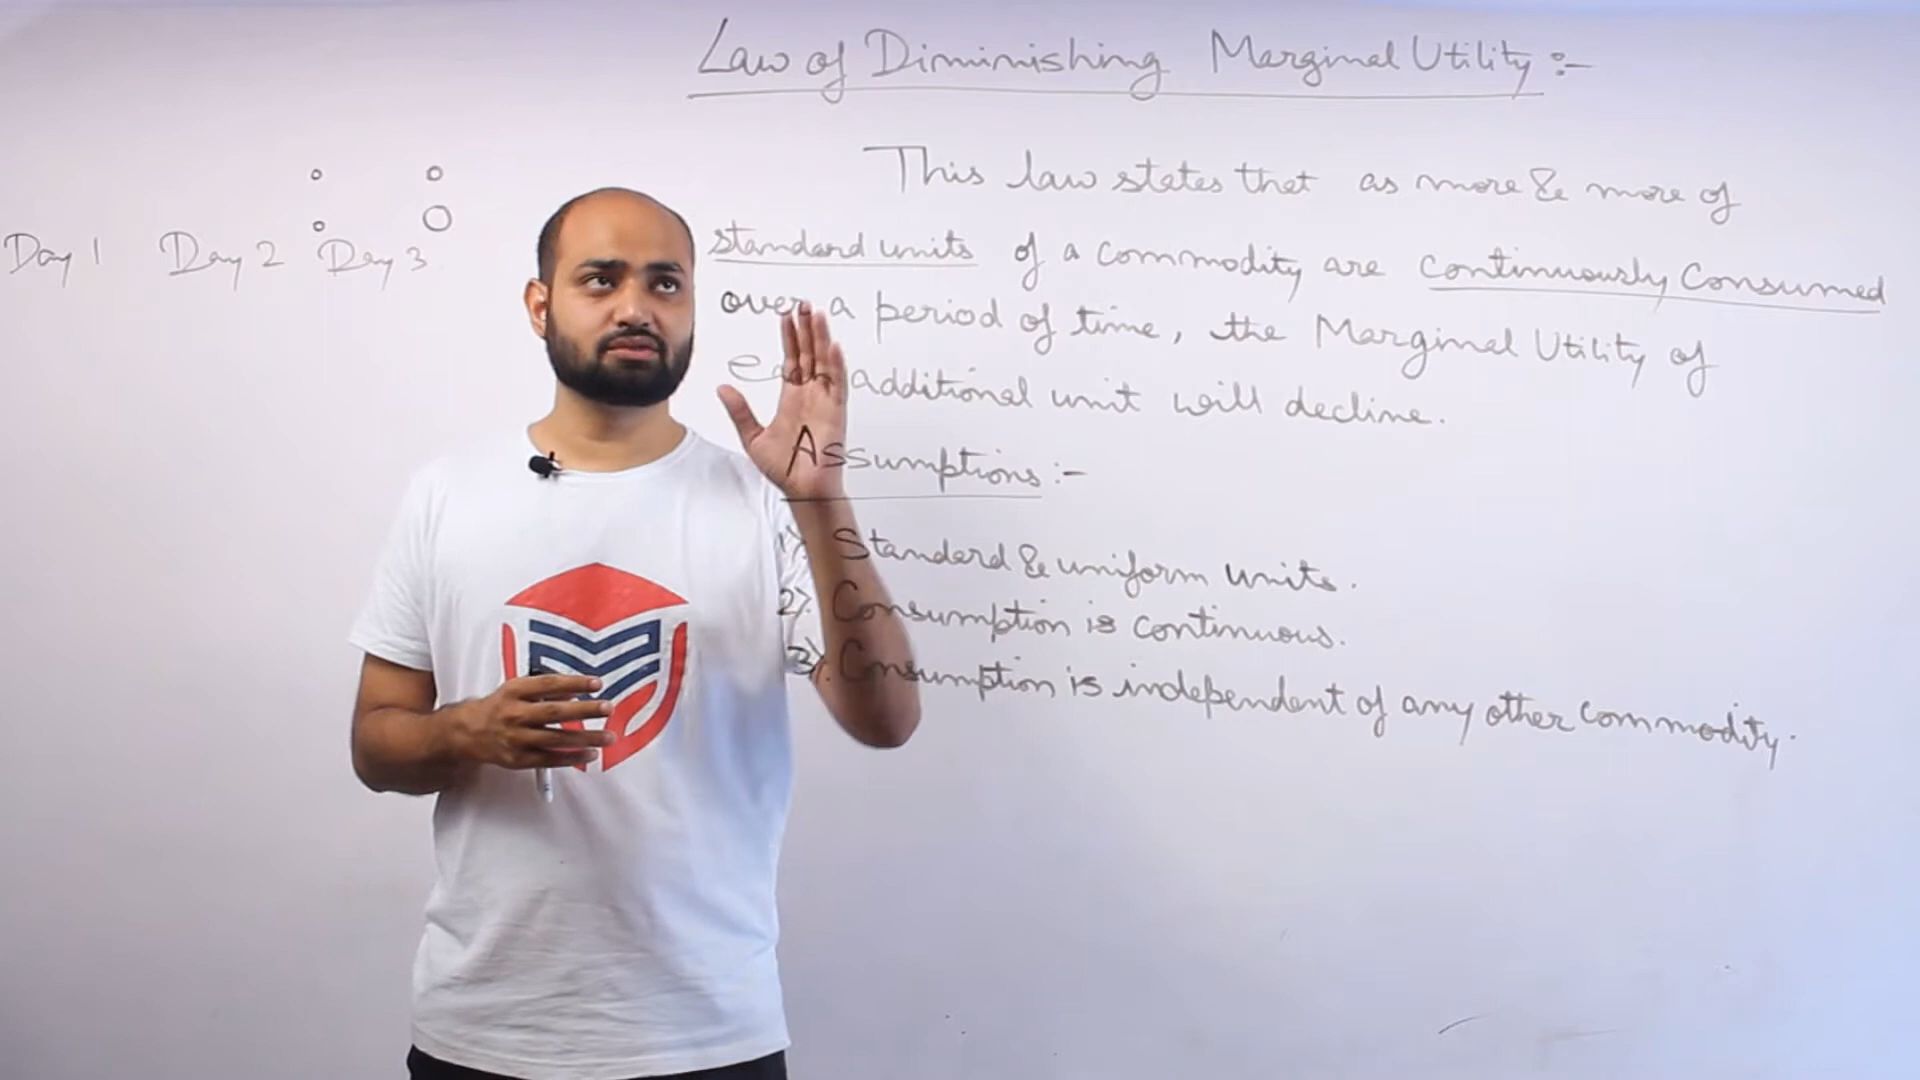 Law of Diminishing Marginal Utility :-
This law states that as more & more of
standard units of a commodity are continuously consumed
over a period of time, the Marginal Utility of
Each additional unit will decline.
Assumptions :-
1). Standard & uniform units.
2). Consumption is continuous.
3). Consumption is independent of any other commodity.
Day 1 Day 2 Day 3